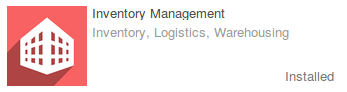 Inventory Management
Inventory, Logistics, Warehousing
Installed